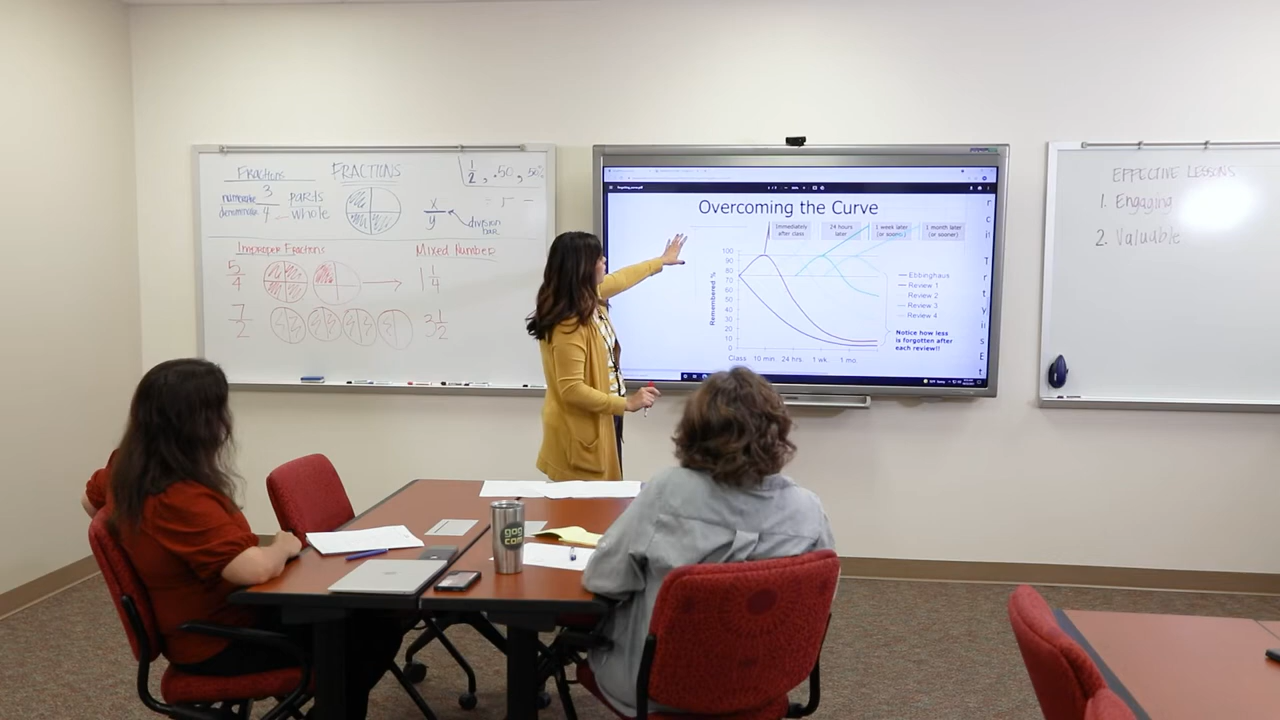 FRACTIONS
FRACTIONS
1/2, .50, 50%
numerator 3 parts
denominator 4 whole
x
y
division
bar
IMPROPER FRACTIONS
MIXED NUMBER
5/4
1 1/4
7/2
3 1/2
Overcoming the Curve
Immediately
after class
24 hours
later
1 week later
(or sooner)
1 month later
(or sooner)
100
90
80
70
60
50
40
30
20
10
0
Remembered %
Class 10 min 24 hrs 1 wk 1 mo
Ebbinghaus
Review 1
Review 2
Review 3
Review 4
Notice how less
is forgotten after
each review!!
EFFECTIVE LESSONS
1. Engaging
2. Valuable
gog
com